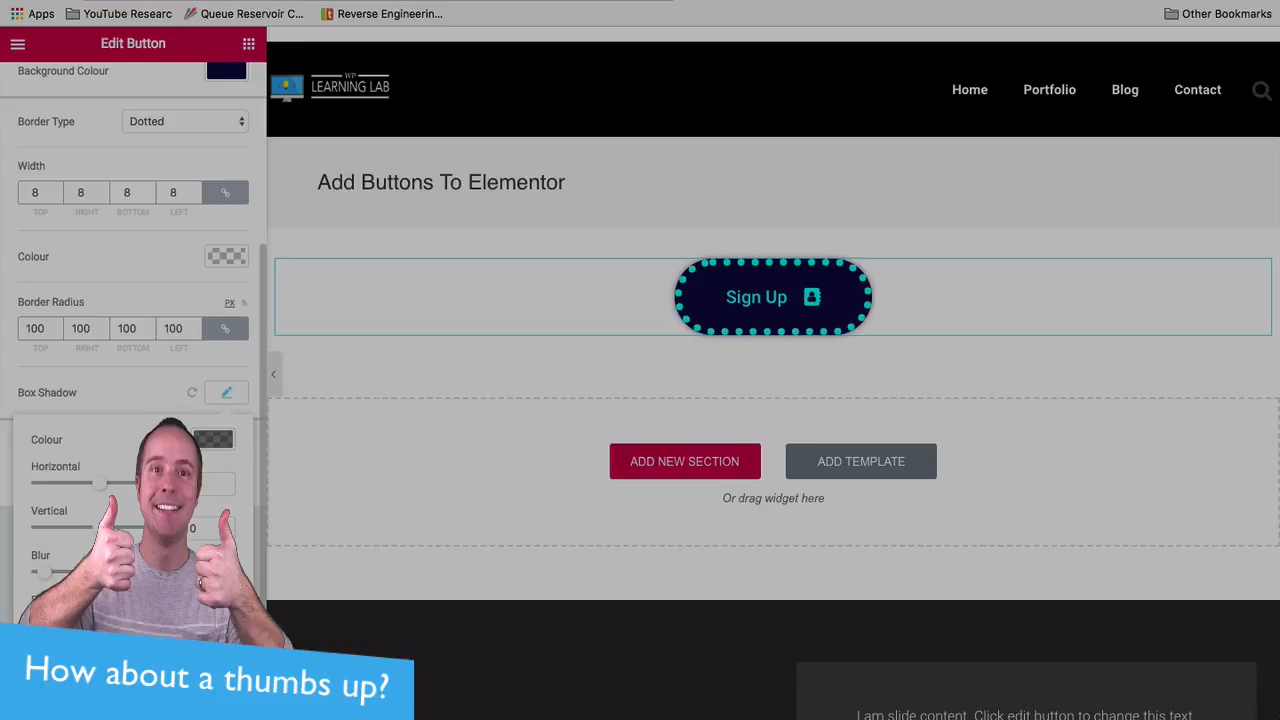 Apps
YouTube Researc
Queue Reservoir C...
Reverse Engineerin...
Other Bookmarks
Edit Button
Background Colour
Border Type
Dotted
Width
8 8 8 8
TOP RIGHT BOTTOM LEFT
Colour
Border Radius
PX %
100 100 100 100
TOP RIGHT BOTTOM LEFT
Box Shadow
Colour
Horizontal
Vertical
0
Blur
WP
LEARNING LAB
Home
Portfolio
Blog
Contact
Add Buttons To Elementor
Sign Up
ADD NEW SECTION
ADD TEMPLATE
Or drag widget here
I am slide content. Click edit button to change this text
How about a thumbs up?